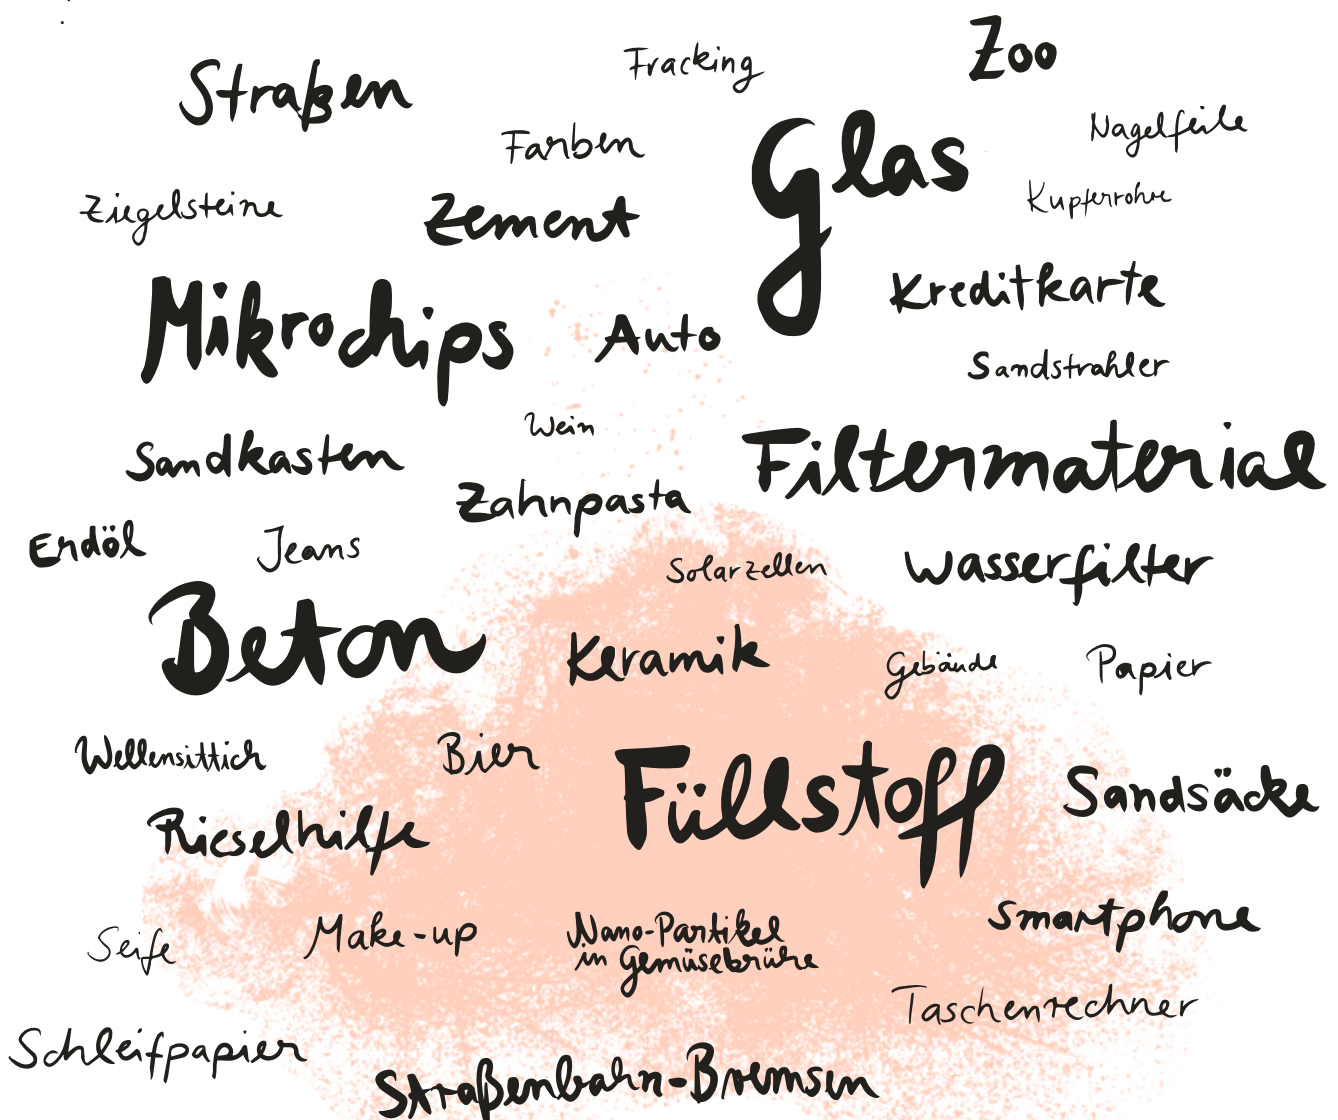 Straßen
Fracking
Zoo
Farben
Glas
Nagelfeile
Ziegelsteine
Zement
Kupferrohre
Mikrochips
Auto
Kreditkarte
Sandstrahler
Sandkasten
Wein
Filtermaterial
Zahnpasta
Erdöl
Jeans
Solarzellen
Wasserfilter
Beton
Keramik
Gebäude
Papier
Wellensittich
Bier
Füllstoff
Sandsäcke
Rieselhilfe
Seife
Make-up
Nano-Partikel
in Gemüsebrühe
Smartphone
Taschenrechner
Schleifpapier
Straßenbahn-Bremsen